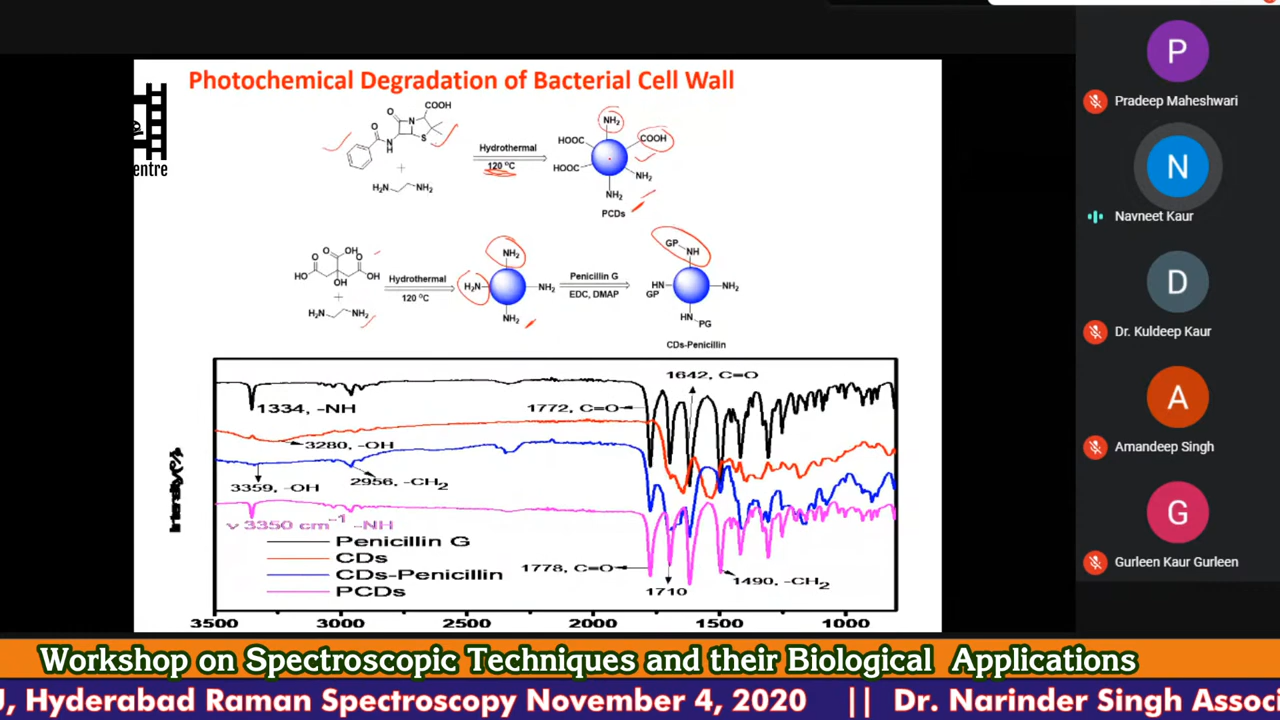 Photochemical Degradation of Bacterial Cell Wall
entre
COOH
O
N
O
N
H
S
+
H₂N
NH₂
Hydrothermal
120 ⁰C
NH₂
HOOC
COOH
HOOC
NH₂
NH₂
PCDs
O
OH
O
O
HO
OH
OH
+
H₂N
NH₂
Hydrothermal
120 ⁰C
NH₂
H₂N
NH₂
NH₂
Penicillin G
EDC, DMAP
GP
NH
HN
GP
NH₂
HN
PG
CDs-Penicillin
1642, C=O
1334, -NH
1772, C=O
3280, -OH
3359, -OH
2956, -CH₂
ν 3350 cm⁻¹ -NH
Penicillin G
CDs
CDs-Penicillin
PCDs
1778, C=O
1710
1490, -CH₂
Intensity(%)
3500 3000 2500 2000 1500 1000
P
Pradeep Maheshwari
N
Navneet Kaur
D
Dr. Kuldeep Kaur
A
Amandeep Singh
G
Gurleen Kaur Gurleen
Workshop on Spectroscopic Techniques and their Biological Applications
J, Hyderabad Raman Spectroscopy November 4, 2020 || Dr. Narinder Singh Assoc